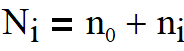 Nᵢ = n₀ + nᵢ